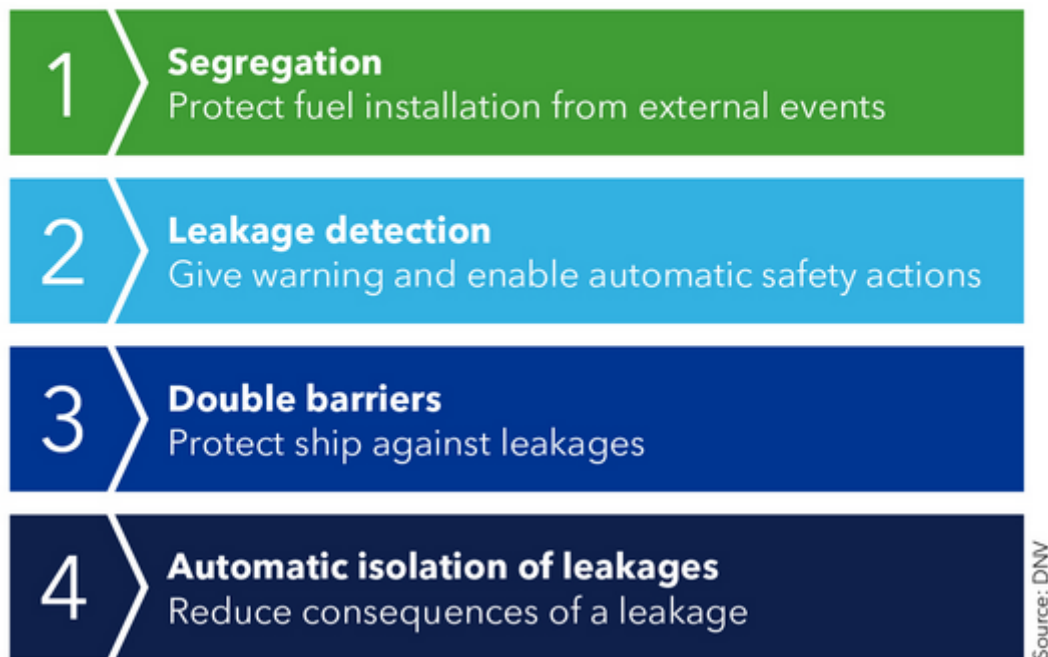 1
Segregation
Protect fuel installation from external events
2
Leakage detection
Give warning and enable automatic safety actions
3
Double barriers
Protect ship against leakages
4
Automatic isolation of leakages
Reduce consequences of a leakage
Source: DNV